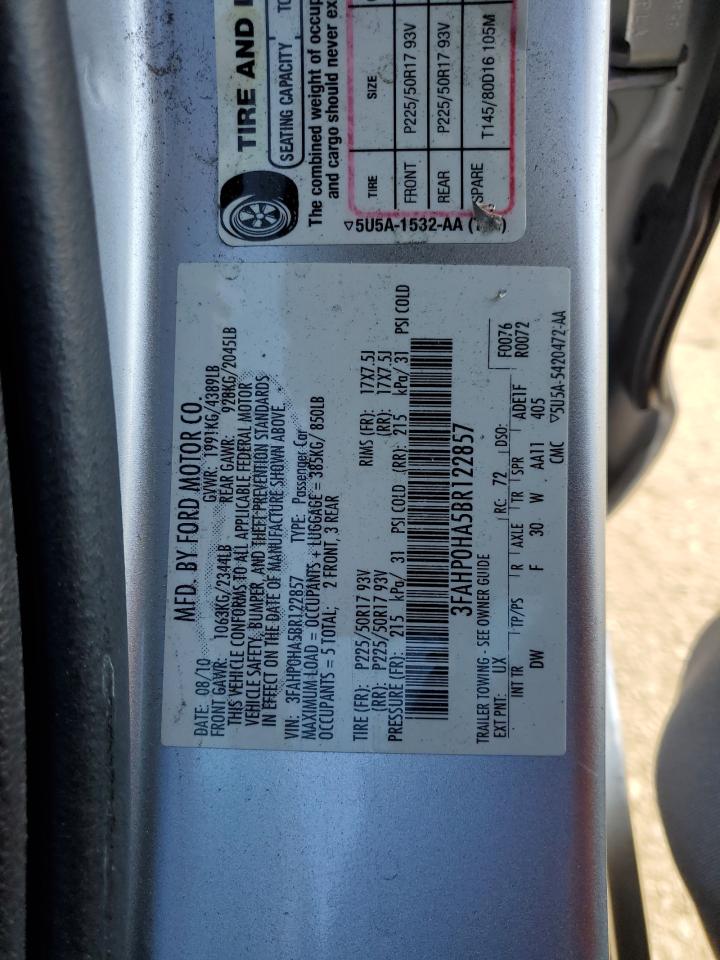 TIRE AND
SEATING CAPACITY
The combined weight of occup
and cargo should never ex
TIRE SIZE
FRONT P225/50R17 93V
REAR P225/50R17 93V
SPARE T145/80D16 105M
▽5U5A-1532-AA
MFD. BY FORD MOTOR CO.
DATE: 08/10 GVWR: 1991KG/4389LB
FRONT GAWR: 1063KG/2344LB REAR GAWR: 928KG/2045LB
THIS VEHICLE CONFORMS TO ALL APPLICABLE FEDERAL MOTOR
VEHICLE SAFETY, BUMPER, AND THEFT PREVENTION STANDARDS
IN EFFECT ON THE DATE OF MANUFACTURE SHOWN ABOVE.
VIN: 3FAHP0HA5BR122857 TYPE: Passenger Car
MAXIMUM LOAD = OCCUPANTS + LUGGAGE = 385KG/ 850LB
OCCUPANTS = 5 TOTAL; 2 FRONT, 3 REAR
TIRE (FR): P225/50R17 93V RIMS (FR): 17X7.5J
(RR): P225/50R17 93V (RR): 17X7.5J
PRESSURE (FR): 215 kPa/ 31 PSI COLD (RR): 215 kPa/ 31 PSI COLD
3FAHP0HA5BR122857
TRAILER TOWING - SEE OWNER GUIDE F0076
EXT PNT: UX RC: 72 DSO: R0072
INT TR TP/PS R AXLE TR SPR ADE1F
DW F 30 W AA11 405
CMC ▽5U5A-5420472-AA